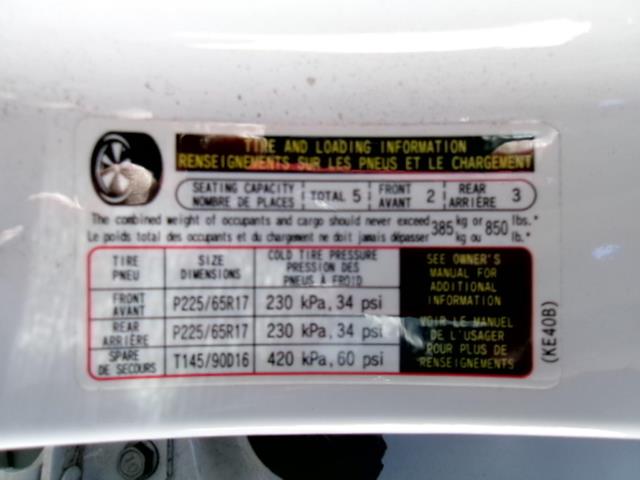 TIRE AND LOADING INFORMATION
RENSEIGNEMENTS SUR LES PNEUS ET LE CHARGEMENT
SEATING CAPACITY
NOMBRE DE PLACES
TOTAL 5
FRONT
AVANT
2
REAR
ARRIÈRE
3
The combined weight of occupants and cargo should never exceed 385 kg or 850 lbs.*
Le poids total des occupants et du chargement ne doit jamais dépasser kg ou lb.*
TIRE
PNEU
SIZE
DIMENSIONS
COLD TIRE PRESSURE
PRESSION DES
PNEUS À FROID
FRONT
AVANT
P225/65R17
230 kPa, 34 psi
REAR
ARRIÈRE
P225/65R17
230 kPa, 34 psi
SPARE
DE SECOURS
T145/90D16
420 kPa, 60 psi
SEE OWNER'S
MANUAL FOR
ADDITIONAL
INFORMATION
VOIR LE MANUEL
DE L'USAGER
POUR PLUS DE
RENSEIGNEMENTS
(KE40B)